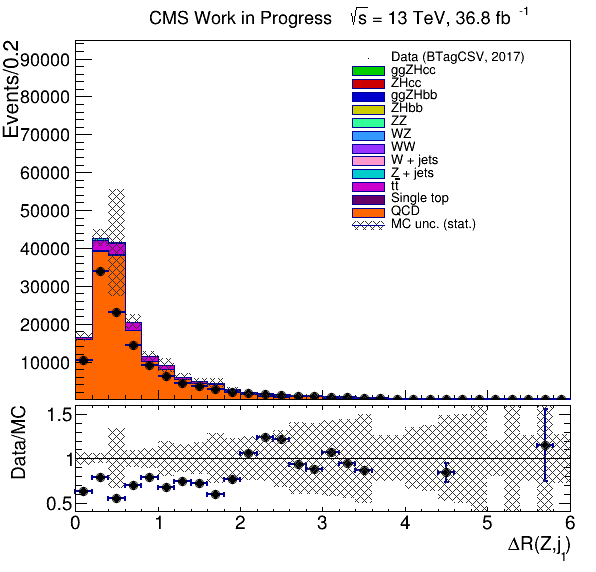 CMS Work in Progress √s = 13 TeV, 36.8 fb⁻¹
Events/0.2
90000
80000
70000
60000
50000
40000
30000
20000
10000
Data (BTagCSV, 2017)
ggZHcc
ZHcc
ggZHbb
ZHbb
ZZ
WZ
WW
W + jets
Z + jets
tt̅
Single top
QCD
MC unc. (stat.)
Data/MC
1.5
1
0.5
0 1 2 3 4 5 6
ΔR(Z,j₁)